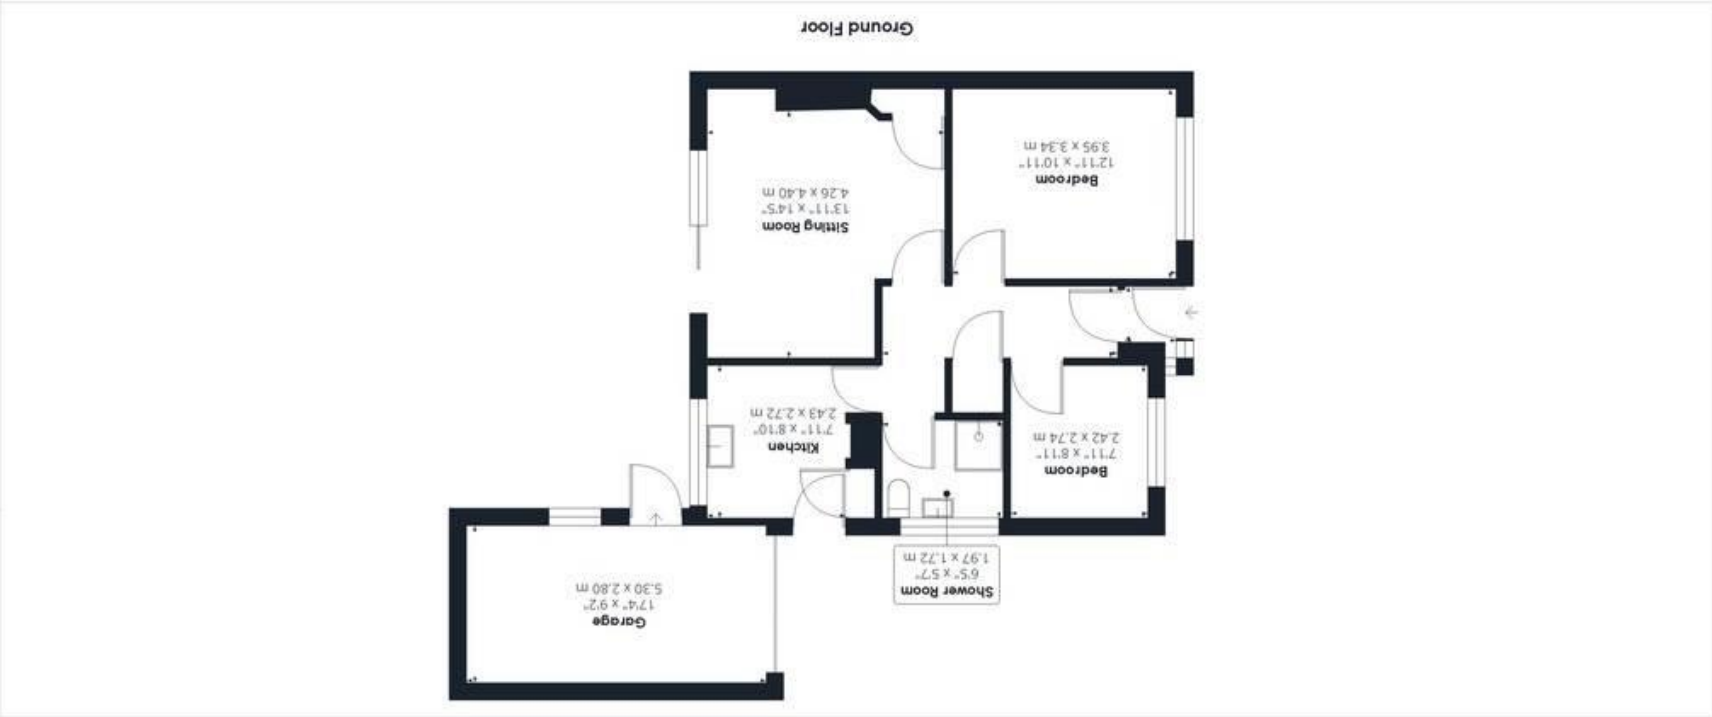 Garage
17'4" x 9'2"
5.30 x 2.80 m
Shower Room
6'5" x 5'7"
1.97 x 1.72 m
Bedroom
7'11" x 8'11"
2.42 x 2.74 m
Kitchen
7'11" x 8'10"
2.43 x 2.72 m
Sitting Room
13'11" x 14'5"
4.26 x 4.40 m
Bedroom
12'11" x 10'11"
3.95 x 3.34 m
Ground Floor